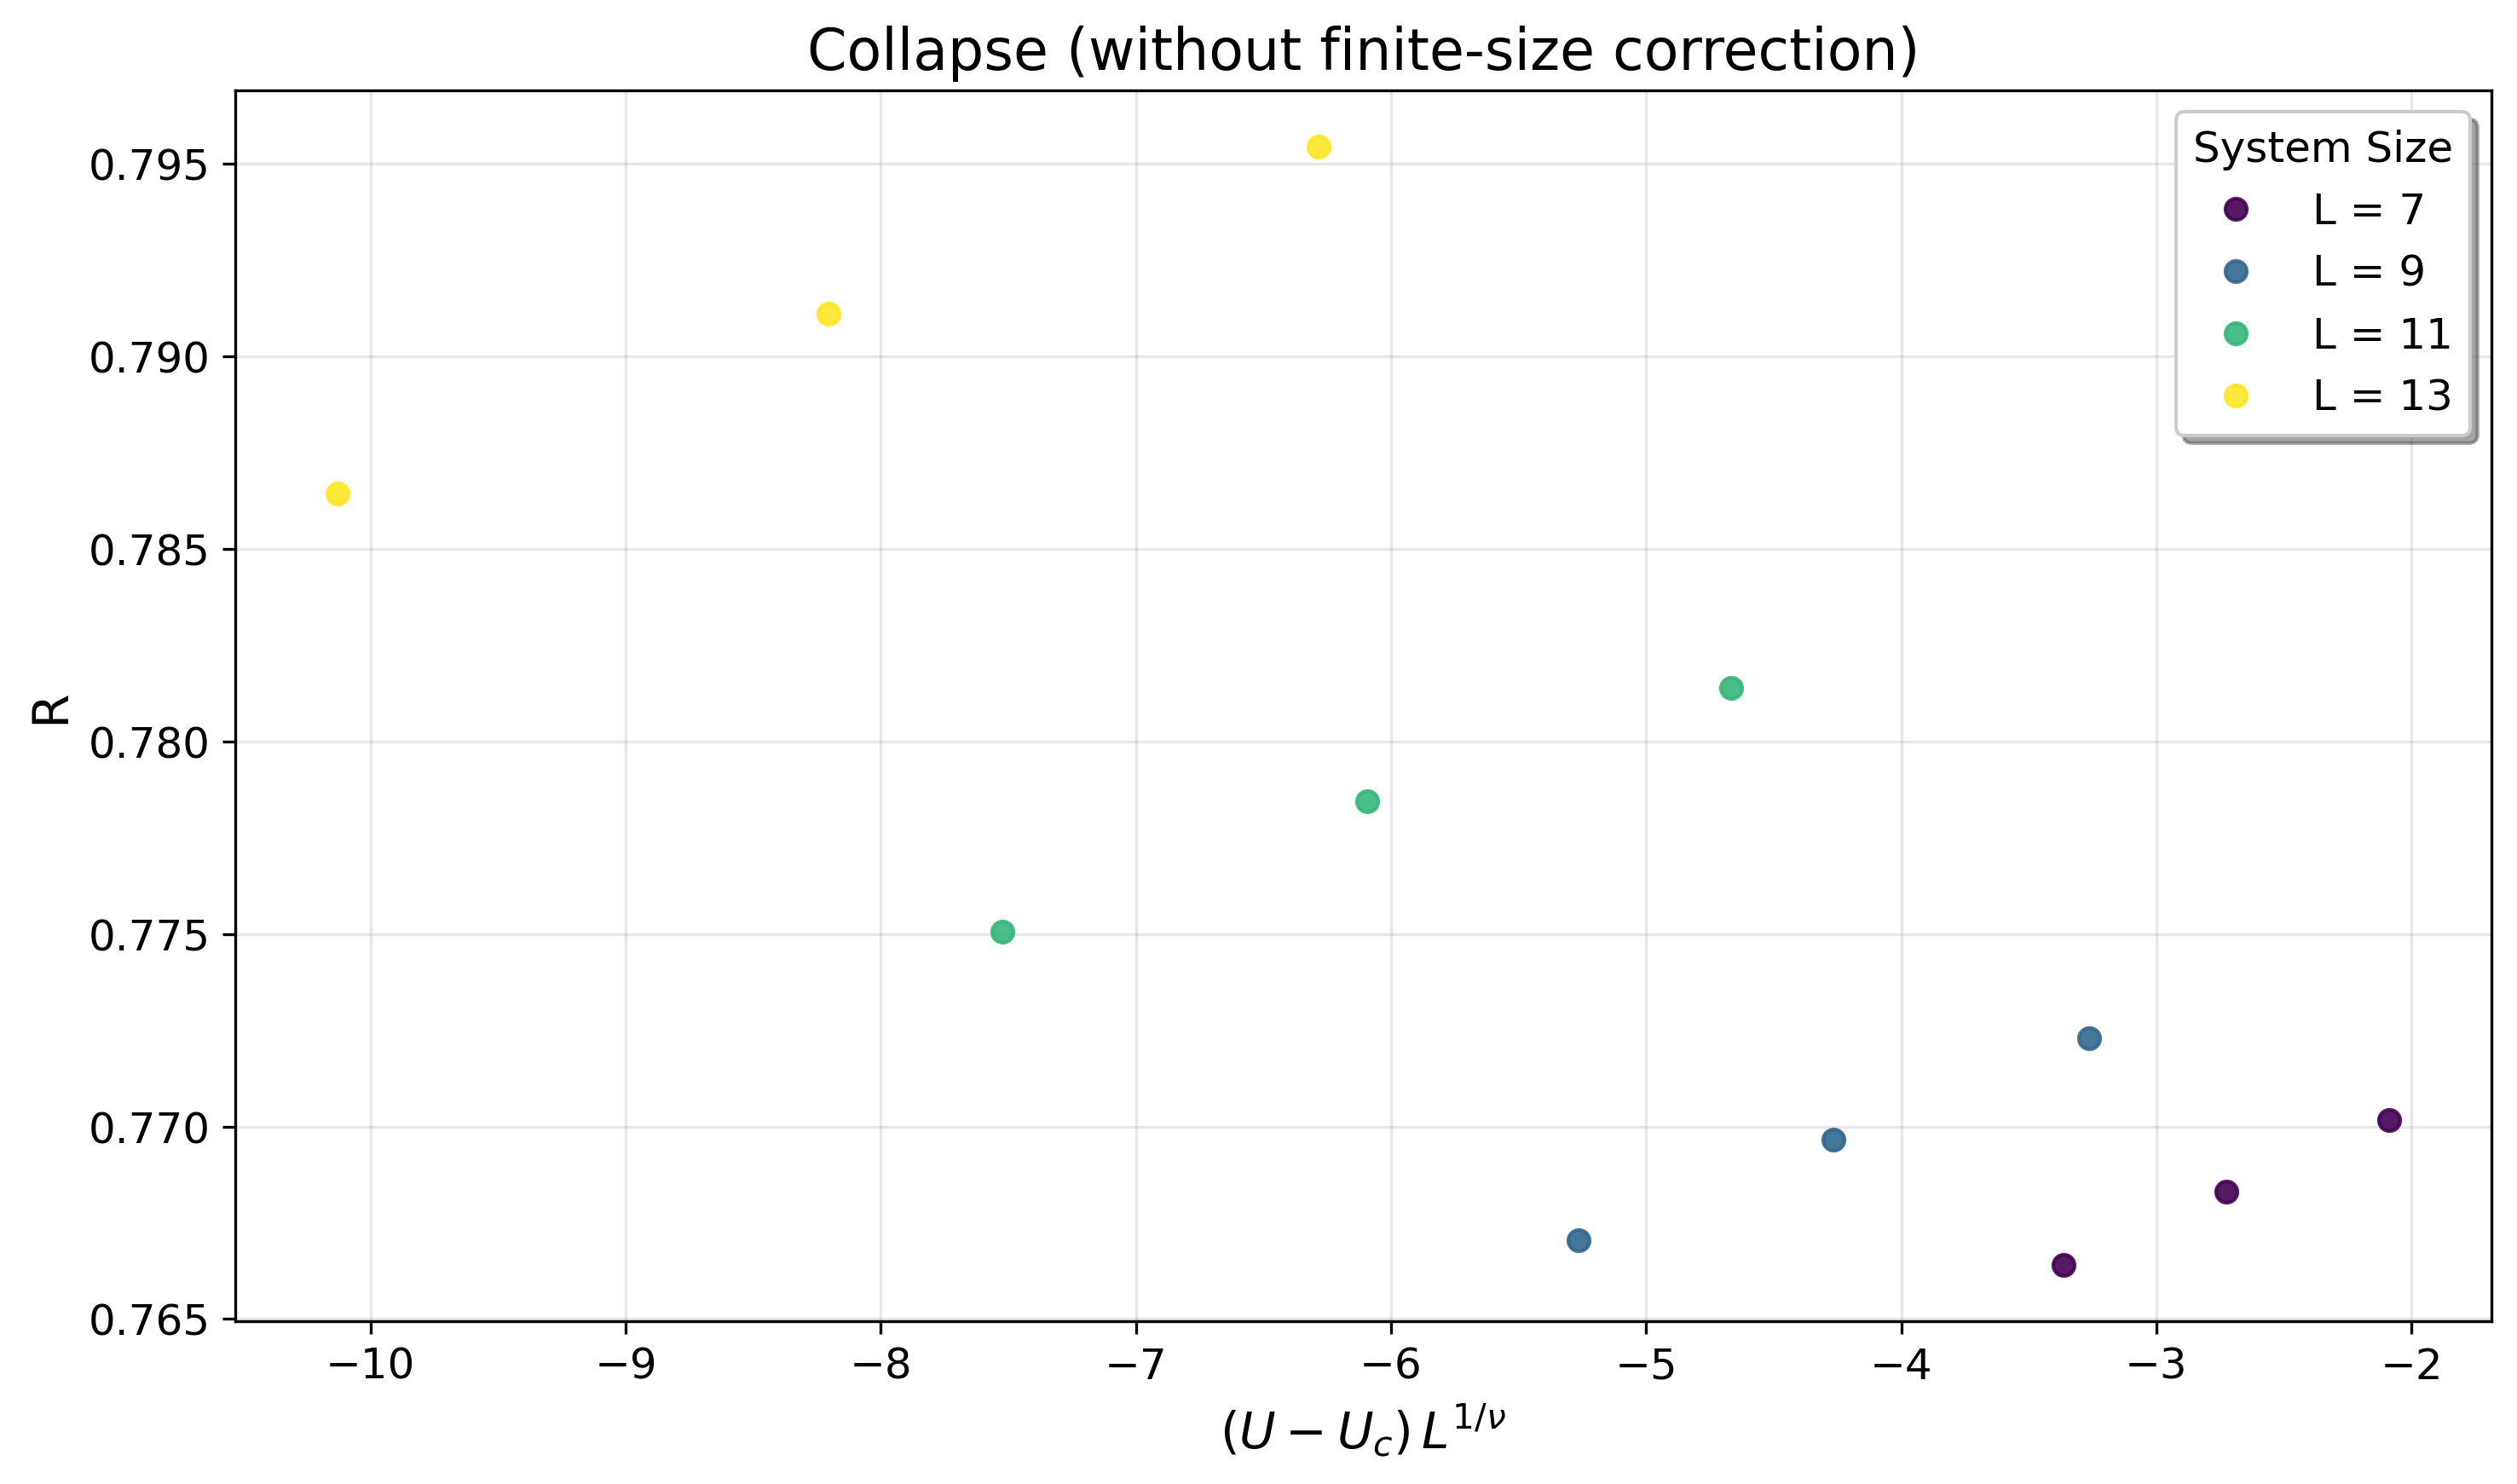 Collapse (without finite-size correction)
System Size
L = 7
L = 9
L = 11
L = 13
R
0.795
0.790
0.785
0.780
0.775
0.770
0.765
−10 −9 −8 −7 −6 −5 −4 −3 −2
(U − U_c) L^{1/ν}